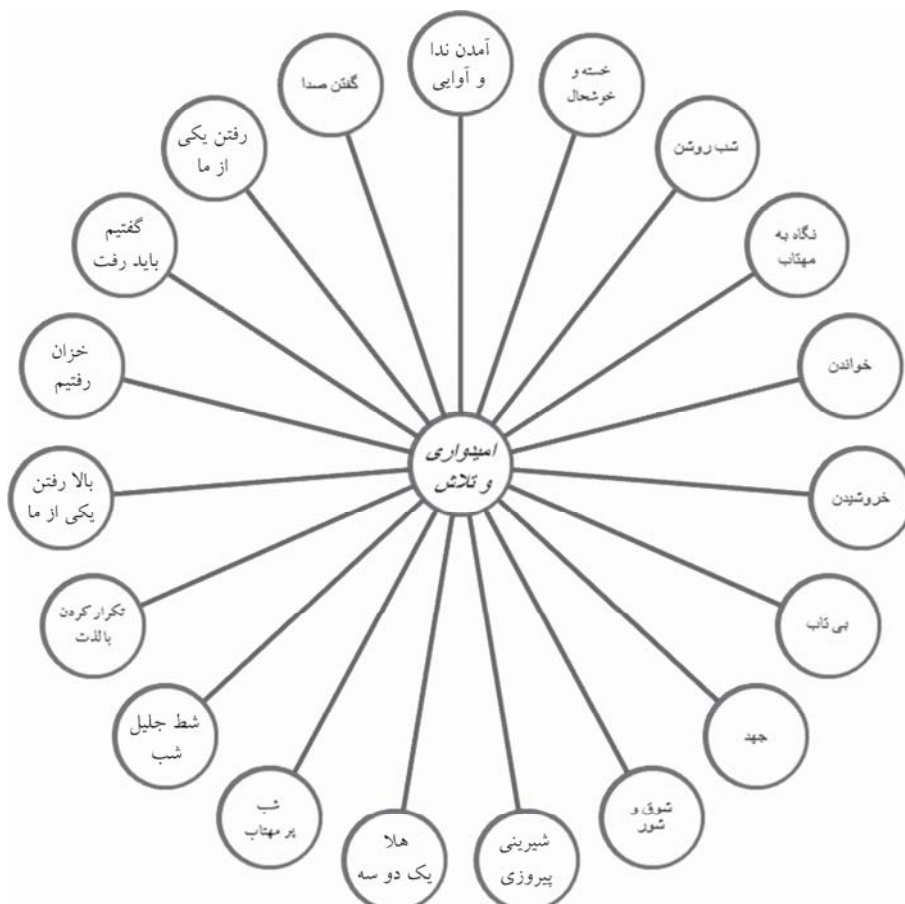 آمدن ندا
و آوایی
خسته و
خوشحال
شب روشن
نگاه به
مهتاب
خواندن
خروشیدن
بی تاب
جهد
شوق و
شور
شیرینی
پیروزی
هلا
یک دو سه
شب
پر مهتاب
شط جلیل
شب
تکرار کردن
با لذت
بالا رفتن
یکی از ما
خزان
رفتیم
گفتیم
باید رفت
رفتن یکی
از ما
گفتن صدا
امیدواری
و تلاش